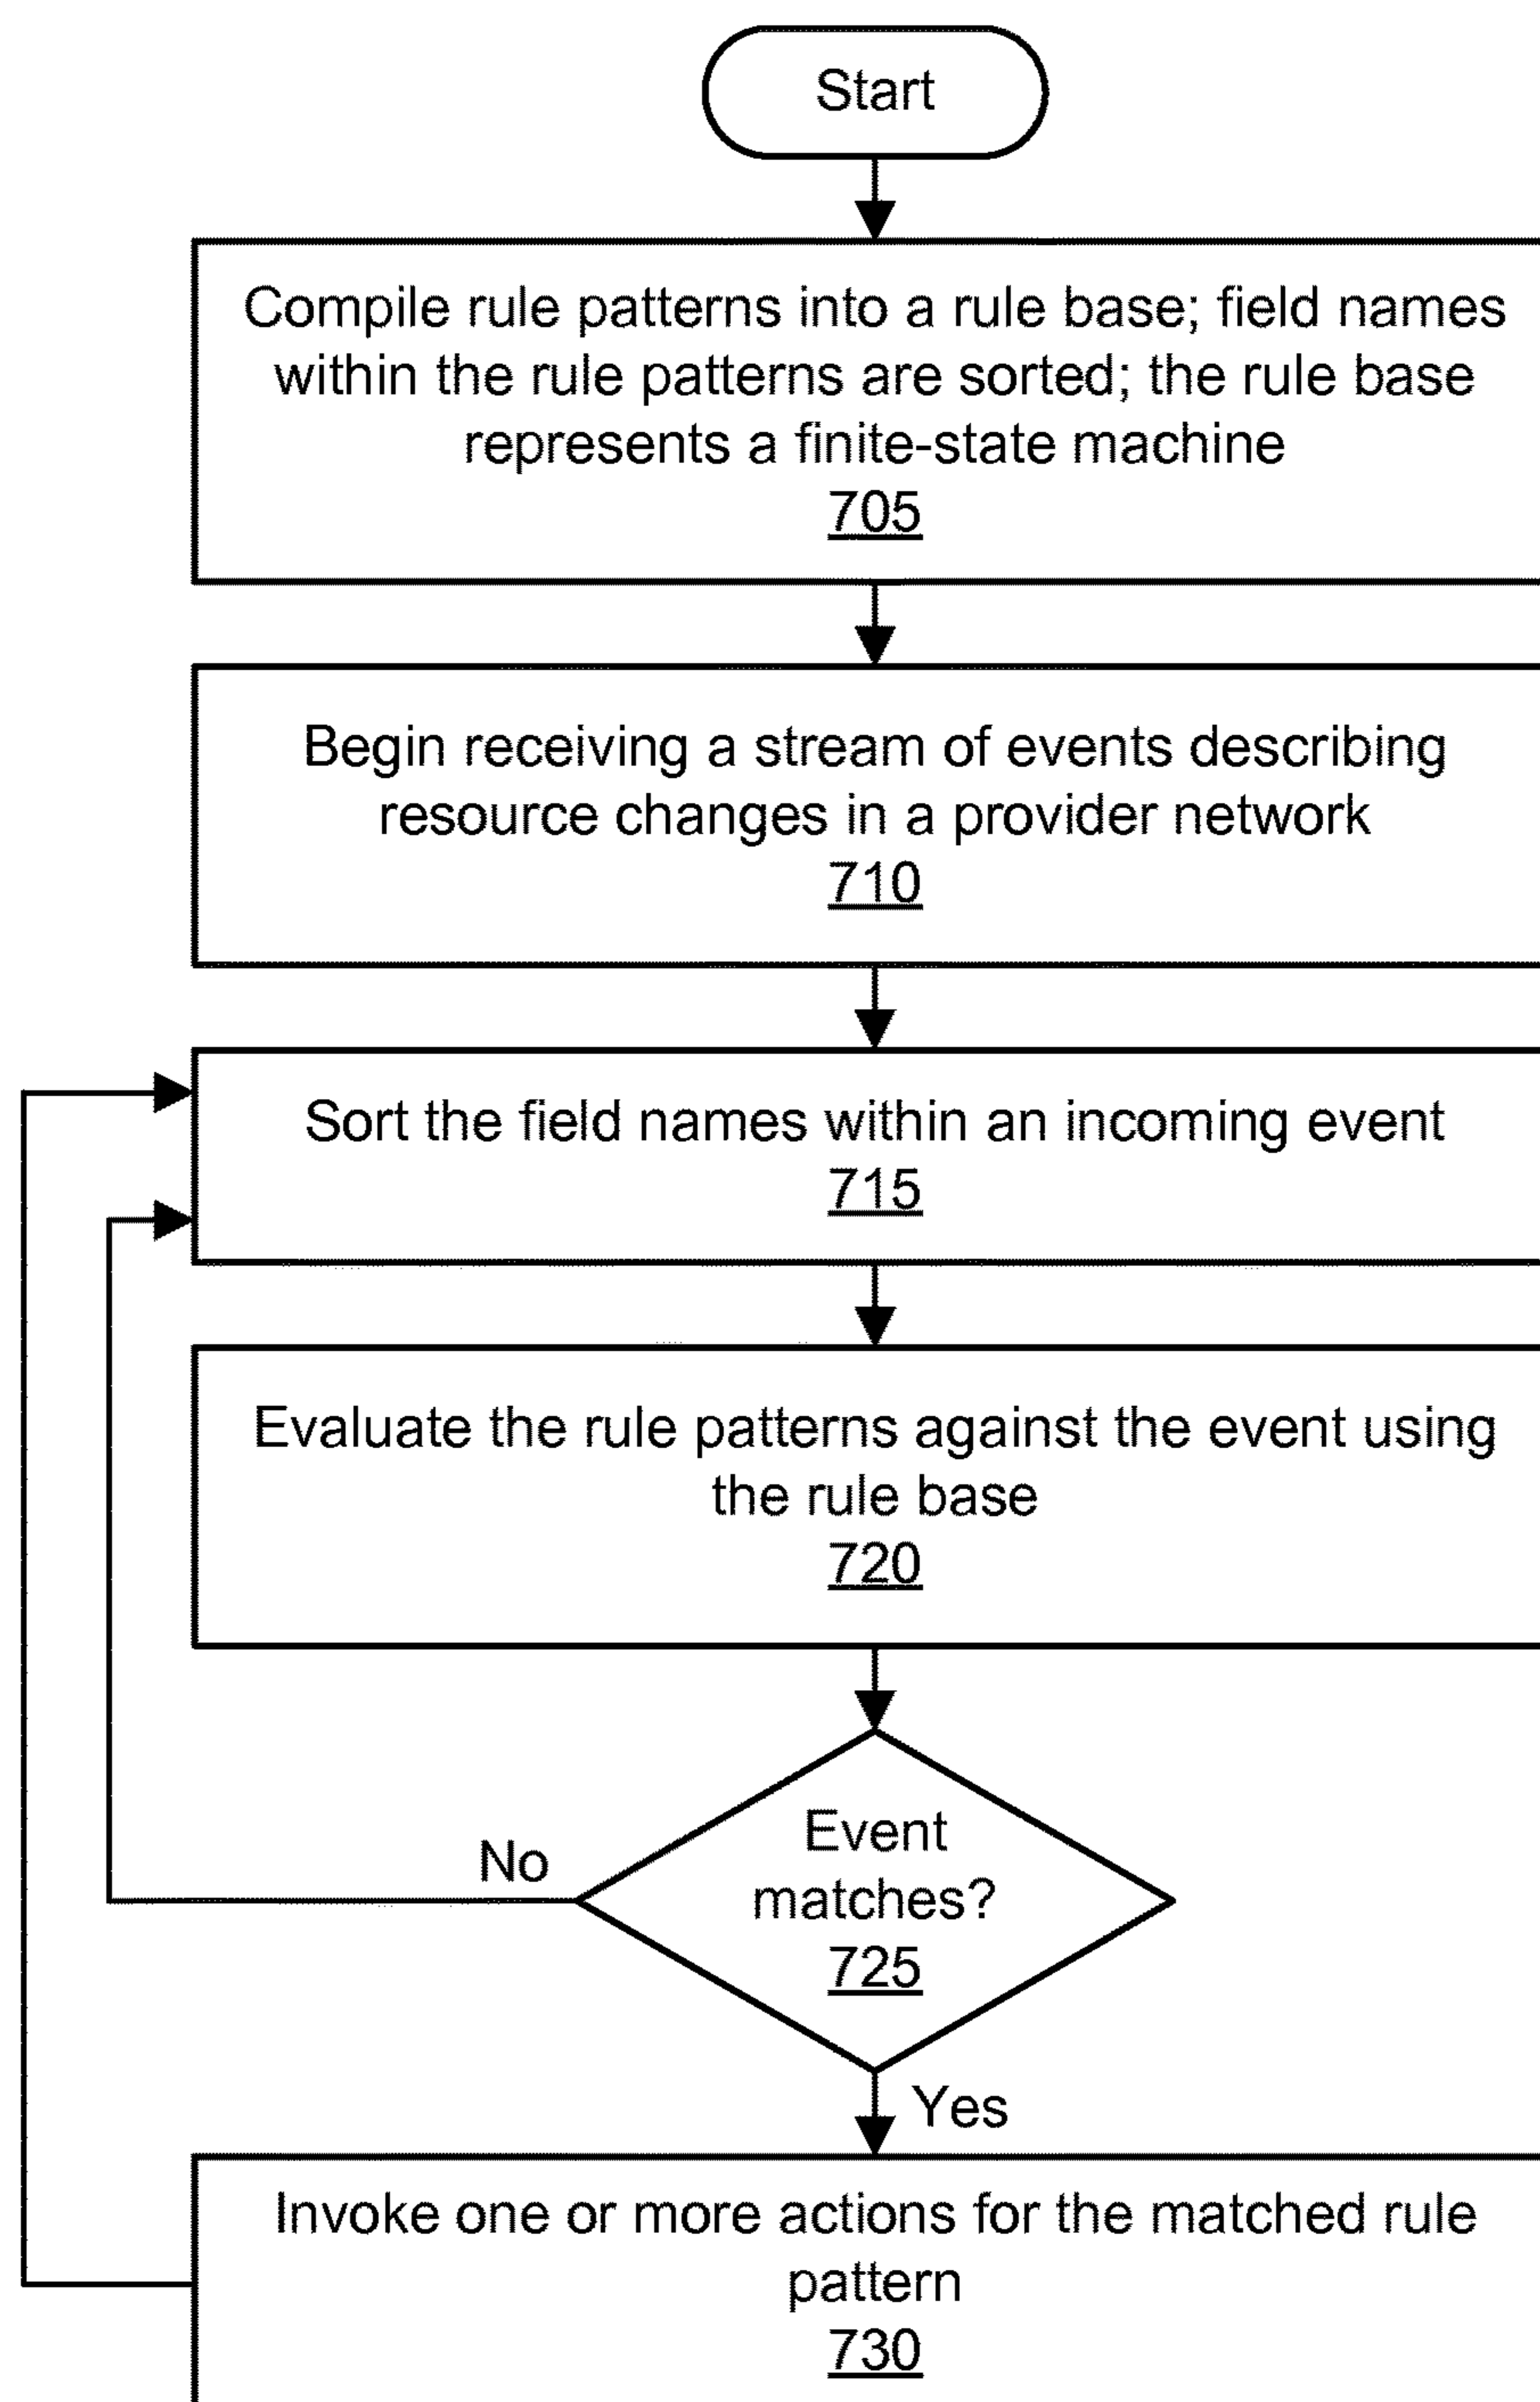 Start
Compile rule patterns into a rule base; field names
within the rule patterns are sorted; the rule base
represents a finite-state machine
705
Begin receiving a stream of events describing
resource changes in a provider network
710
Sort the field names within an incoming event
715
Evaluate the rule patterns against the event using
the rule base
720
Event
matches?
725
No
Yes
Invoke one or more actions for the matched rule
pattern
730